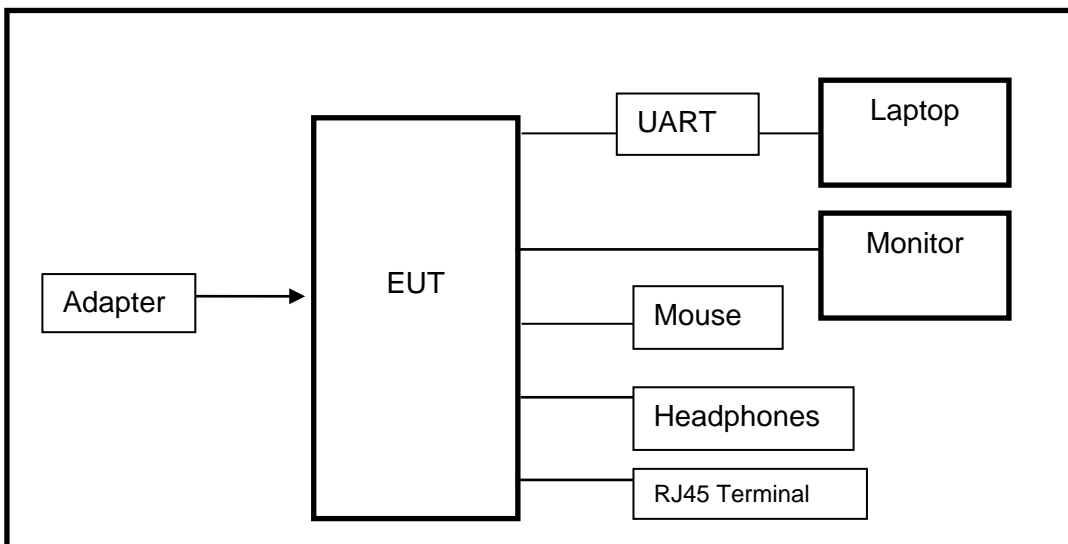 UART
Laptop
Monitor
EUT
Adapter
Mouse
Headphones
RJ45 Terminal